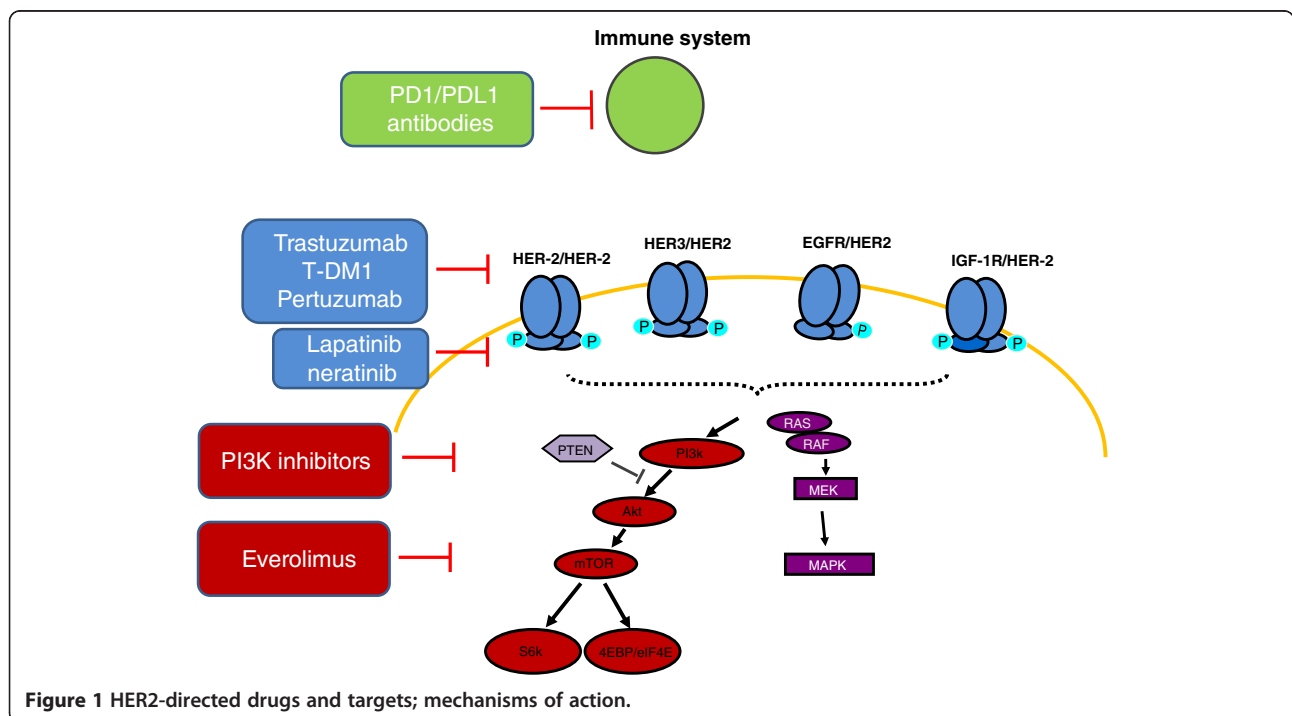 Immune system
PD1/PDL1
antibodies
Trastuzumab
T-DM1
Pertuzumab
HER-2/HER-2
HER3/HER2
EGFR/HER2
IGF-1R/HER-2
P
P
P
P
P
P
P
Lapatinib
neratinib
PI3K inhibitors
PTEN
PI3k
RAS
RAF
Akt
MEK
Everolimus
mTOR
MAPK
S6k
4EBP/eIF4E
Figure 1 HER2-directed drugs and targets; mechanisms of action.